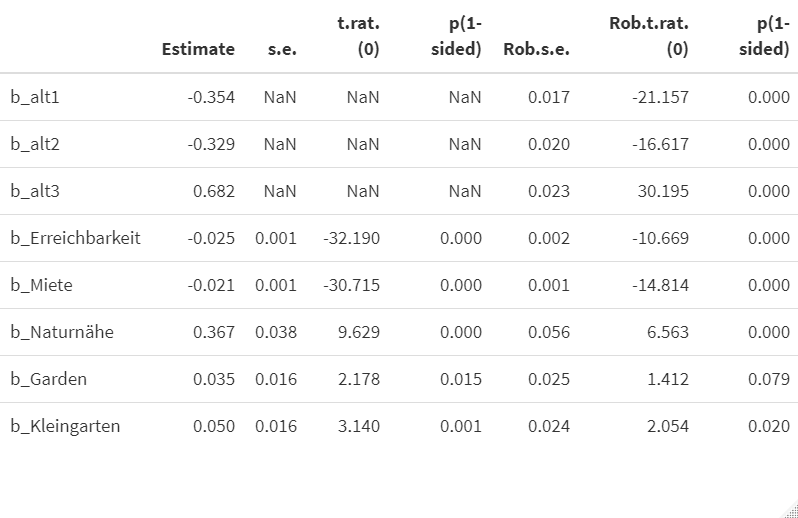 Estimate s.e. t.rat.(0) p(1-sided) Rob.s.e. Rob.t.rat.(0) p(1-sided)
b_alt1 -0.354 NaN NaN NaN 0.017 -21.157 0.000
b_alt2 -0.329 NaN NaN NaN 0.020 -16.617 0.000
b_alt3 0.682 NaN NaN NaN 0.023 30.195 0.000
b_Erreichbarkeit -0.025 0.001 -32.190 0.000 0.002 -10.669 0.000
b_Miete -0.021 0.001 -30.715 0.000 0.001 -14.814 0.000
b_Naturnähe 0.367 0.038 9.629 0.000 0.056 6.563 0.000
b_Garden 0.035 0.016 2.178 0.015 0.025 1.412 0.079
b_Kleingarten 0.050 0.016 3.140 0.001 0.024 2.054 0.020